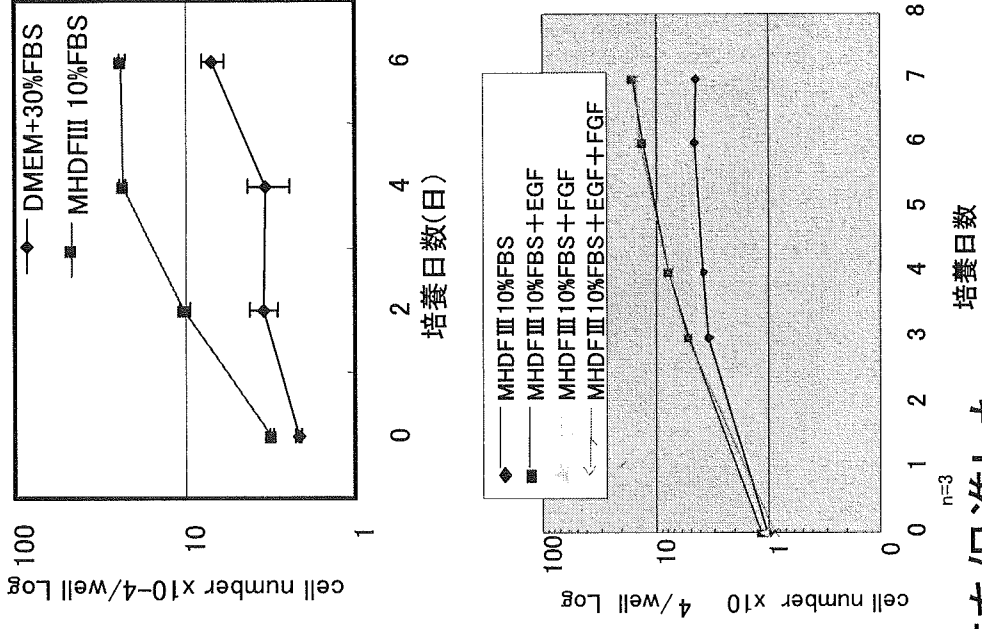 100
10
1
cell number x10-4/well Log
DMEM+30%FBS
MHDFIII 10%FBS
0
2
4
6
培養日数(日)
100
10
1
0
cell number x10 4/well Log
MHDFIII 10%FBS
MHDFIII 10%FBS+EGF
MHDFIII 10%FBS+FGF
MHDFIII 10%FBS+EGF+FGF
0
1
2
3
4
5
6
7
8
n=3
培養日数